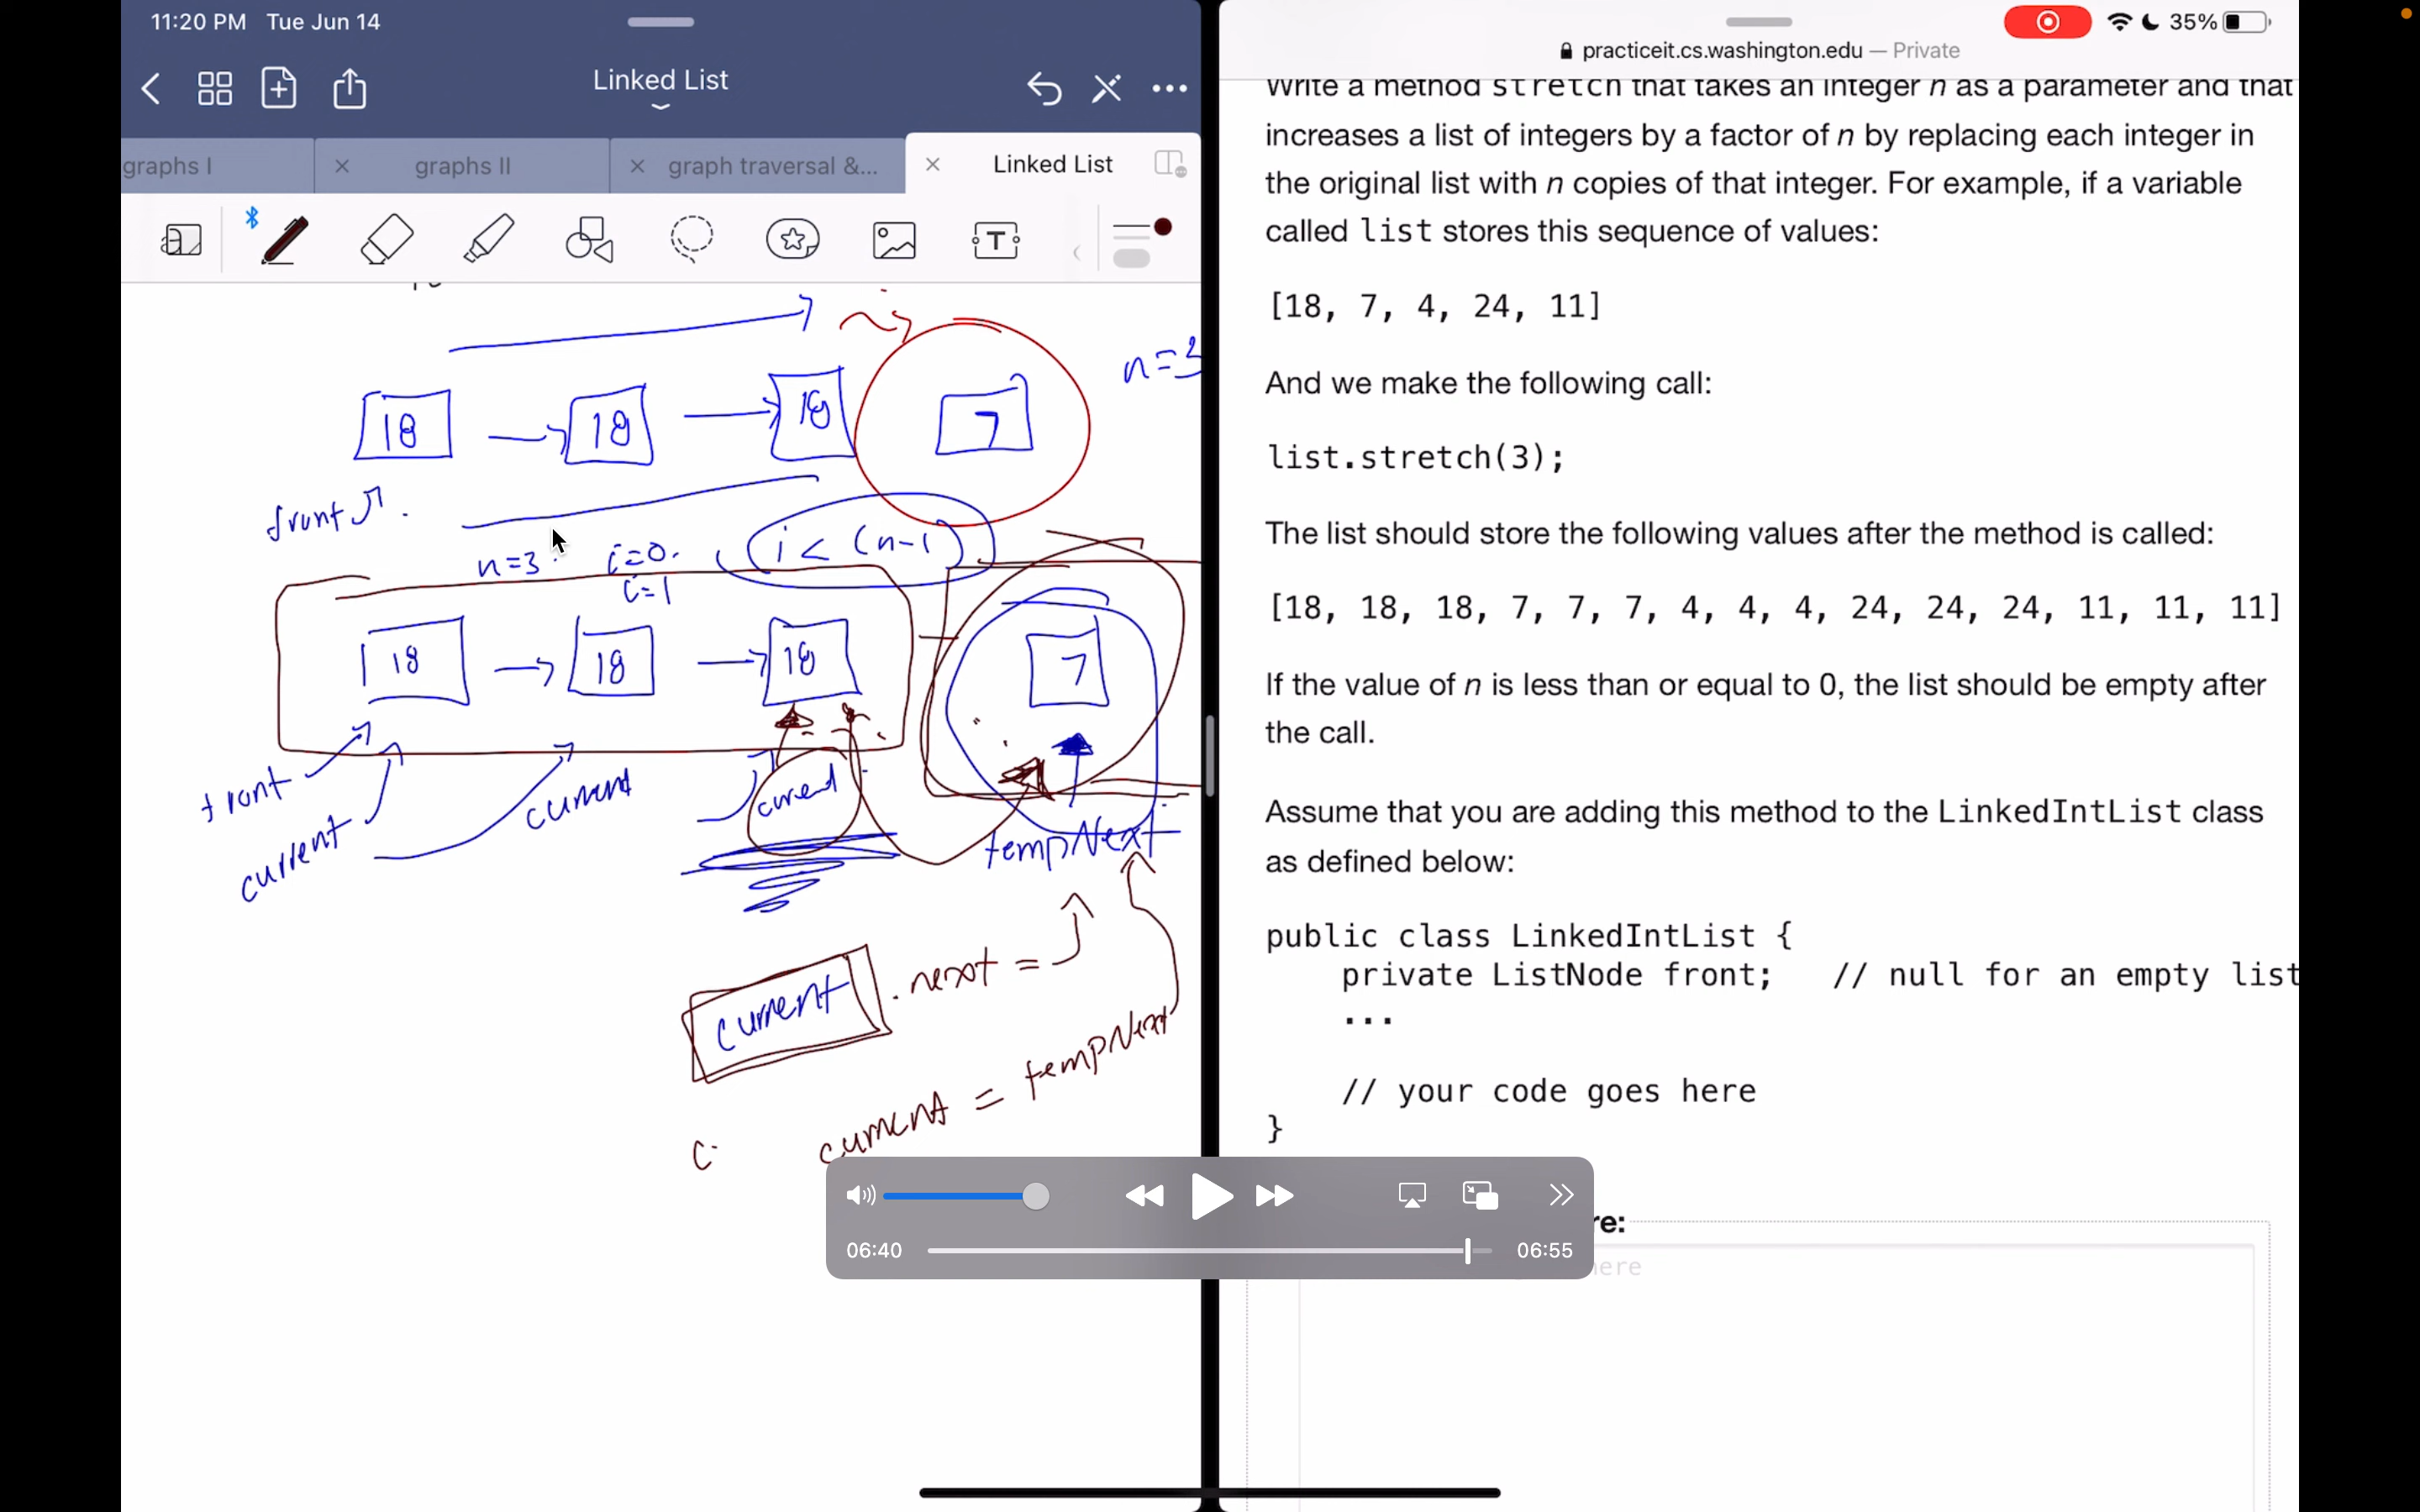 11:20 PM Tue Jun 14
Linked List
graphs I
graphs II
graph traversal &...
Linked List
T
n=3
18
18
18
7
front
n=3
i=0
i < (n-1)
i=1
18
18
18
7
front
current
current
tempNext
current
.next =
current = tempNext
35%
practiceit.cs.washington.edu — Private
Write a method stretch that takes an integer n as a parameter and that
increases a list of integers by a factor of n by replacing each integer in
the original list with n copies of that integer. For example, if a variable
called list stores this sequence of values:
[18, 7, 4, 24, 11]
And we make the following call:
list.stretch(3);
The list should store the following values after the method is called:
[18, 18, 18, 7, 7, 7, 4, 4, 4, 24, 24, 24, 11, 11, 11]
If the value of n is less than or equal to 0, the list should be empty after
the call.
Assume that you are adding this method to the LinkedIntList class
as defined below:
public class LinkedIntList {
private ListNode front; // null for an empty list
...
// your code goes here
}
re:
here
06:40
06:55